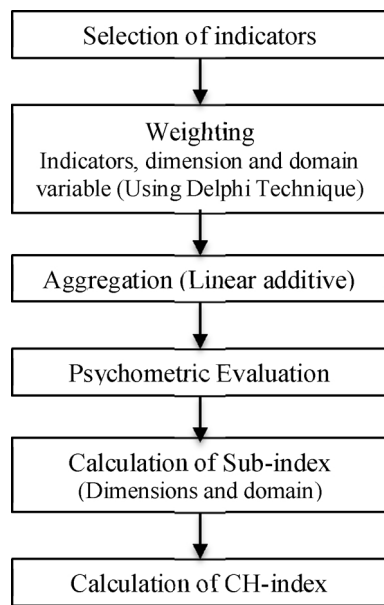 Selection of indicators
Weighting
Indicators, dimension and domain
variable (Using Delphi Technique)
Aggregation (Linear additive)
Psychometric Evaluation
Calculation of Sub-index
(Dimensions and domain)
Calculation of CH-index